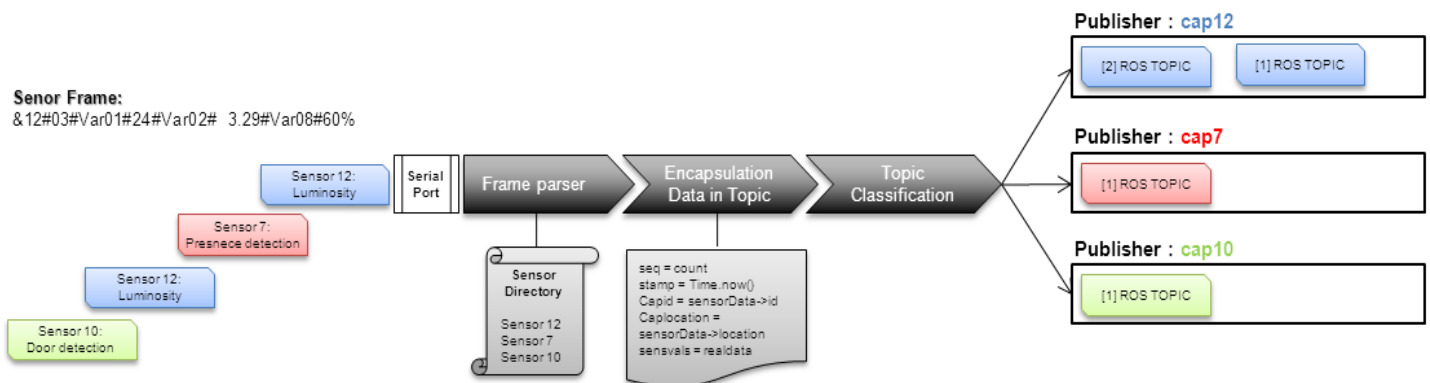 Senor Frame:
&12#03#Var01#24#Var02#  3.29#Var08#60%
Sensor 12:
Luminosity
Sensor 7:
Presnece detection
Sensor 12:
Luminosity
Sensor 10:
Door detection
Serial
Port
Frame parser
Encapsulation
Data in Topic
Topic
Classification
Sensor
Directory
Sensor 12
Sensor 7
Sensor 10
seq = count
stamp = Time.now()
Capid = sensorData->id
Caplocation =
sensorData->location
sensvals = realdata
Publisher : cap12
[2] ROS TOPIC
[1] ROS TOPIC
Publisher : cap7
[1] ROS TOPIC
Publisher : cap10
[1] ROS TOPIC